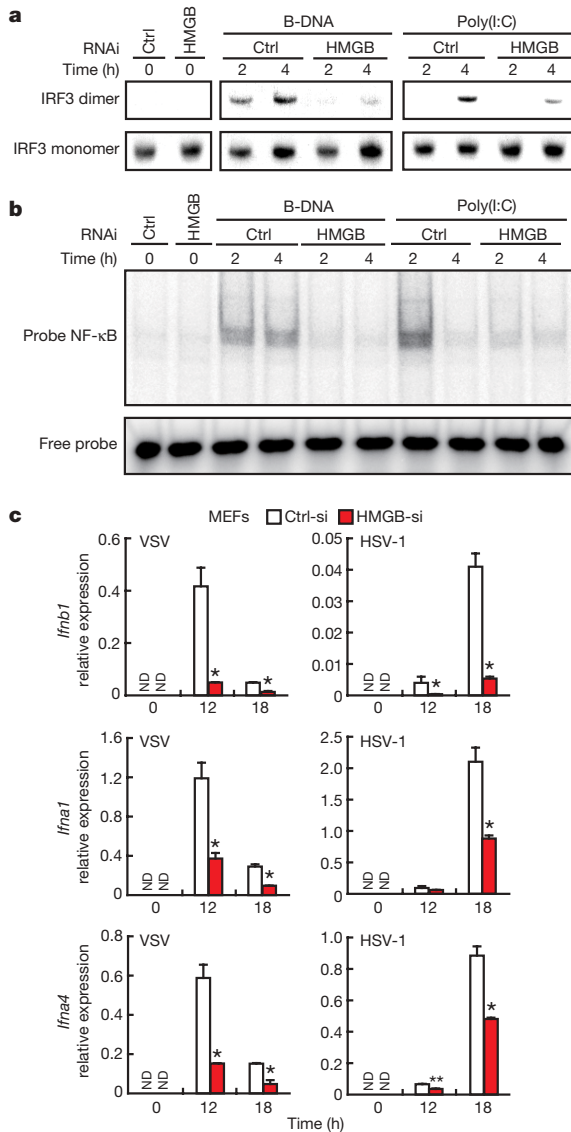 a
B-DNA
Poly(I:C)
RNAi Ctrl HMGB Ctrl HMGB Ctrl HMGB
Time (h) 0 0 2 4 2 4 2 4 2 4
IRF3 dimer
IRF3 monomer
b
B-DNA
Poly(I:C)
RNAi Ctrl HMGB Ctrl HMGB Ctrl HMGB
Time (h) 0 0 2 4 2 4 2 4 2 4
Probe NF-κB
Free probe
c
MEFs Ctrl-si HMGB-si
Ifnb1
relative expression
VSV
0.6
0.4
0.2
0
ND ND * *
0 12 18
HSV-1
0.05
0.04
0.03
0.02
0.01
0
ND ND * *
0 12 18
Ifna1
relative expression
VSV
1.6
1.2
0.8
0.4
0
ND ND * *
0 12 18
HSV-1
2.5
2.0
1.5
1.0
0.5
0
ND ND *
0 12 18
Ifna4
relative expression
VSV
0.8
0.6
0.4
0.2
0
ND ND * *
0 12 18
HSV-1
1.0
0.8
0.6
0.4
0.2
0
ND ND ** *
0 12 18
Time (h)